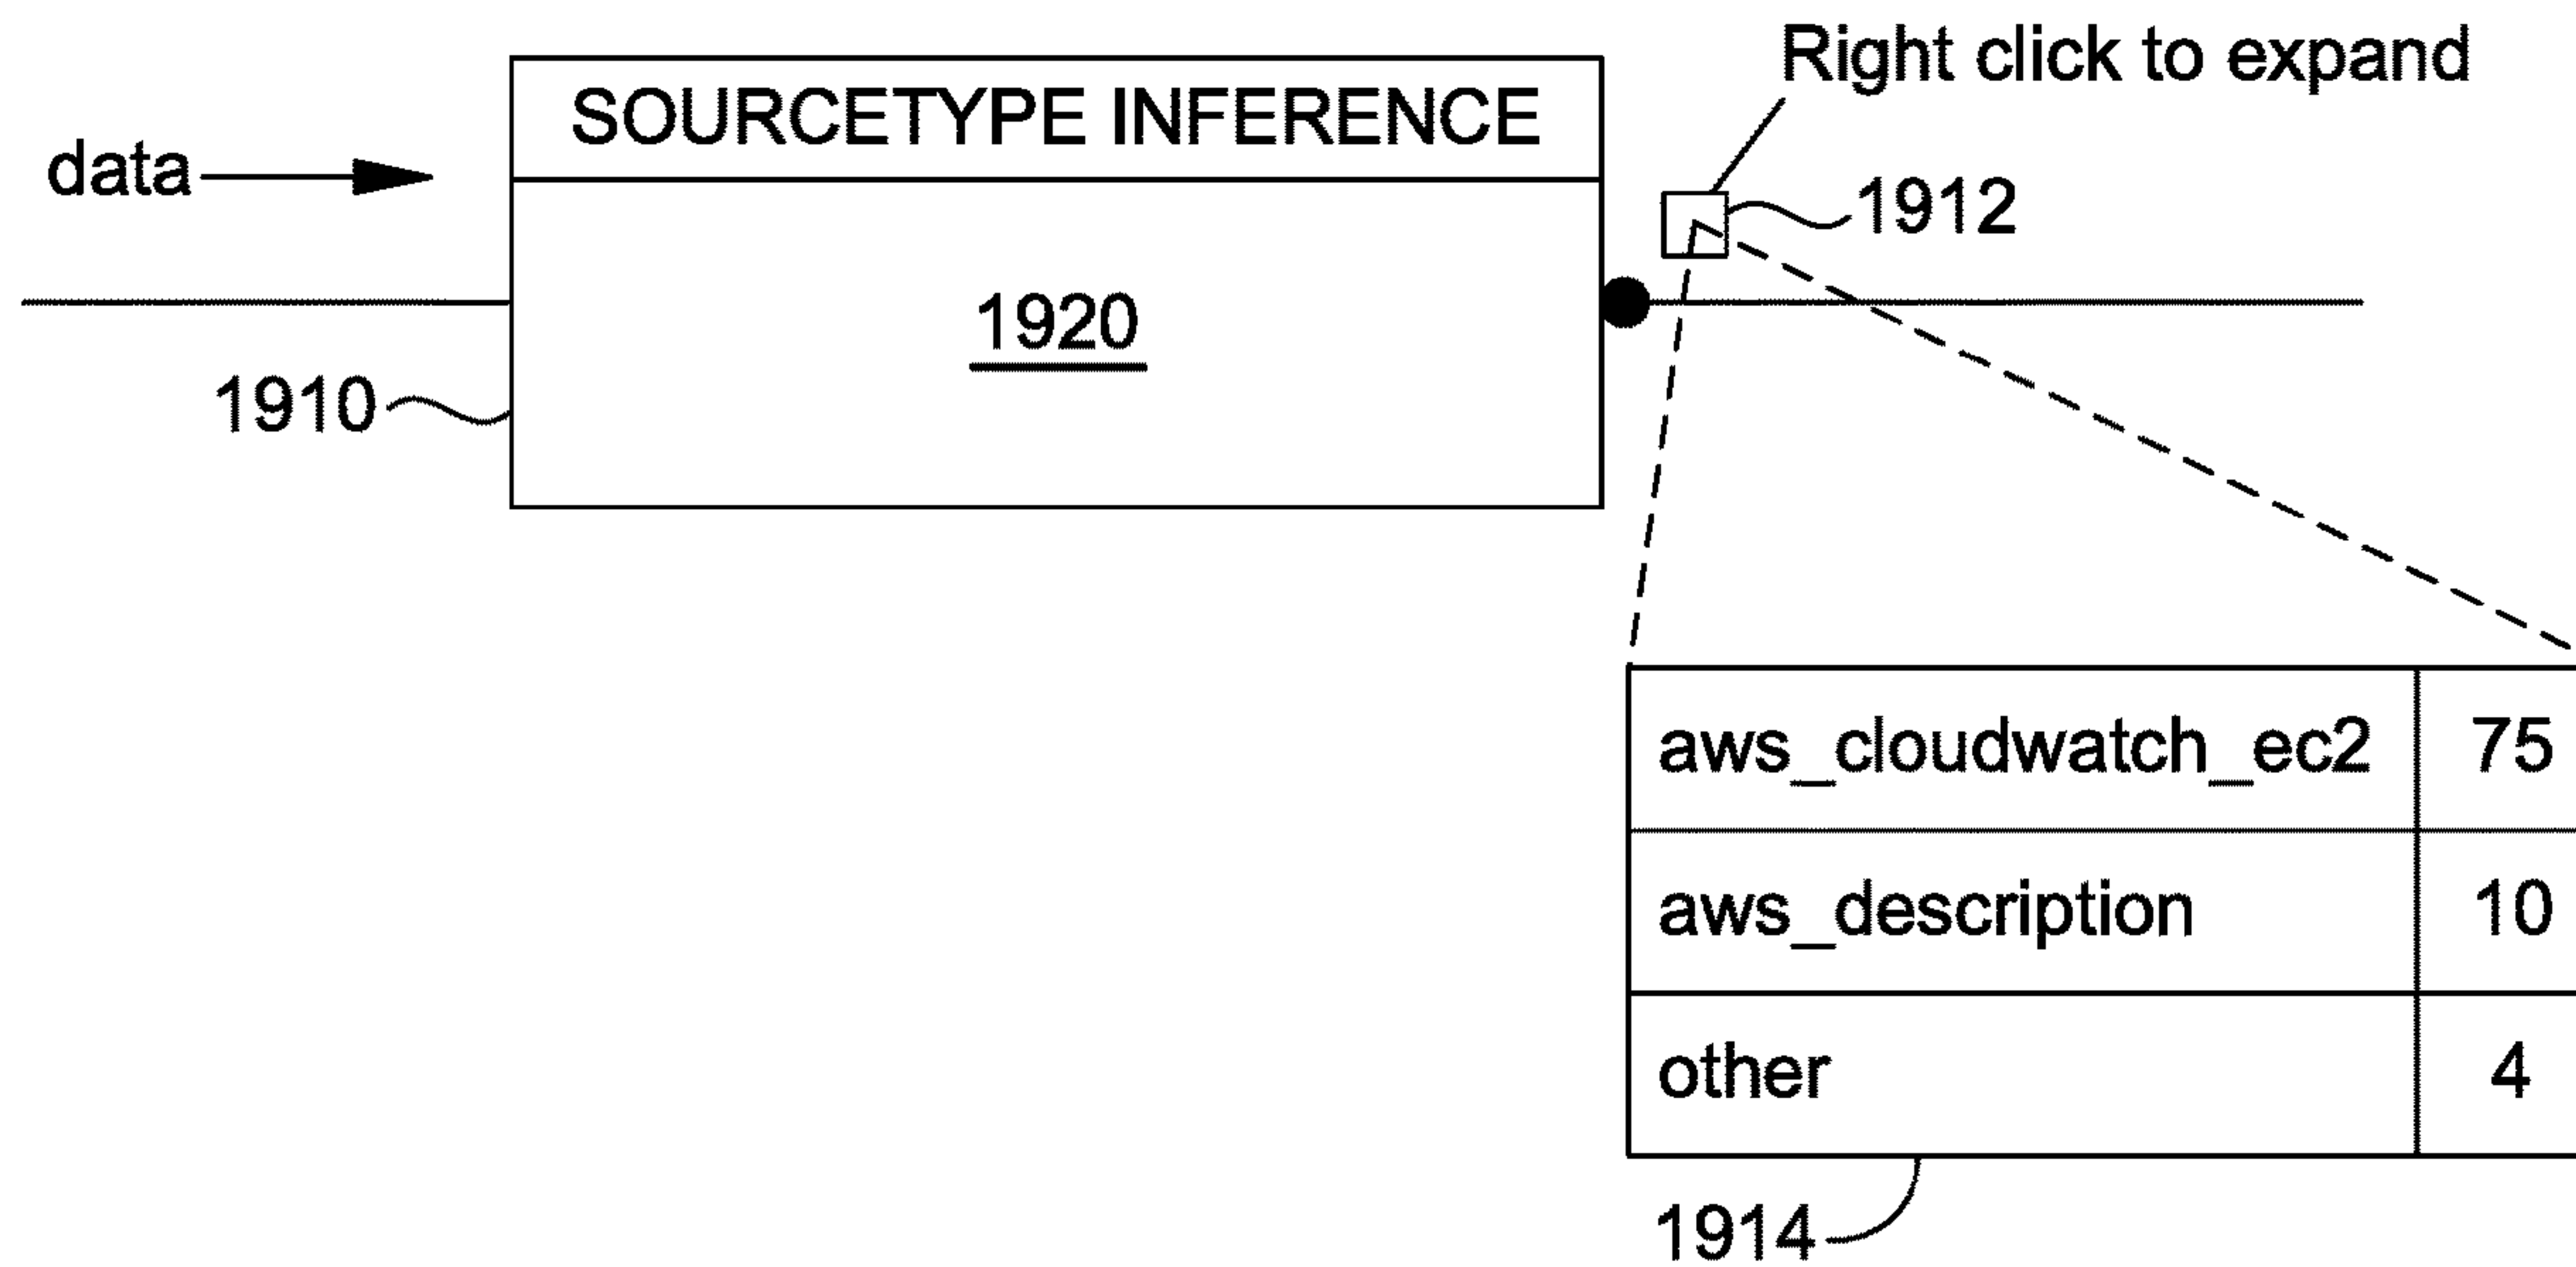 Right click to expand
SOURCETYPE INFERENCE
data
1912
1920
1910
aws_cloudwatch_ec2 75
aws_description 10
other 4
1914